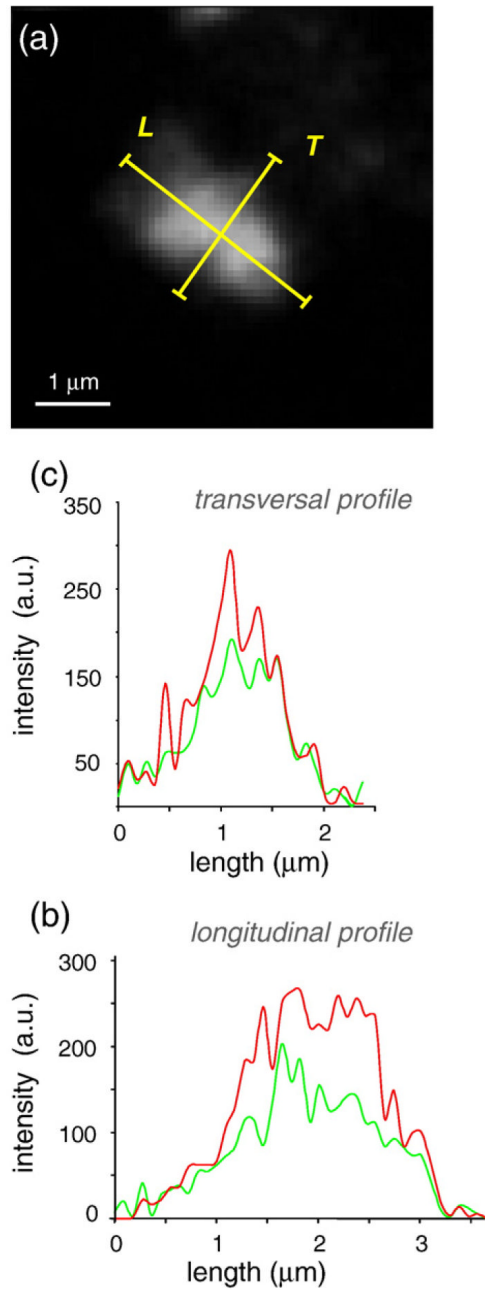 (a)
L
T
1 μm
(c)
transversal profile
350
250
150
50
intensity (a.u.)
0
1
2
length (μm)
(b)
longitudinal profile
300
200
100
0
intensity (a.u.)
0
1
2
3
length (μm)